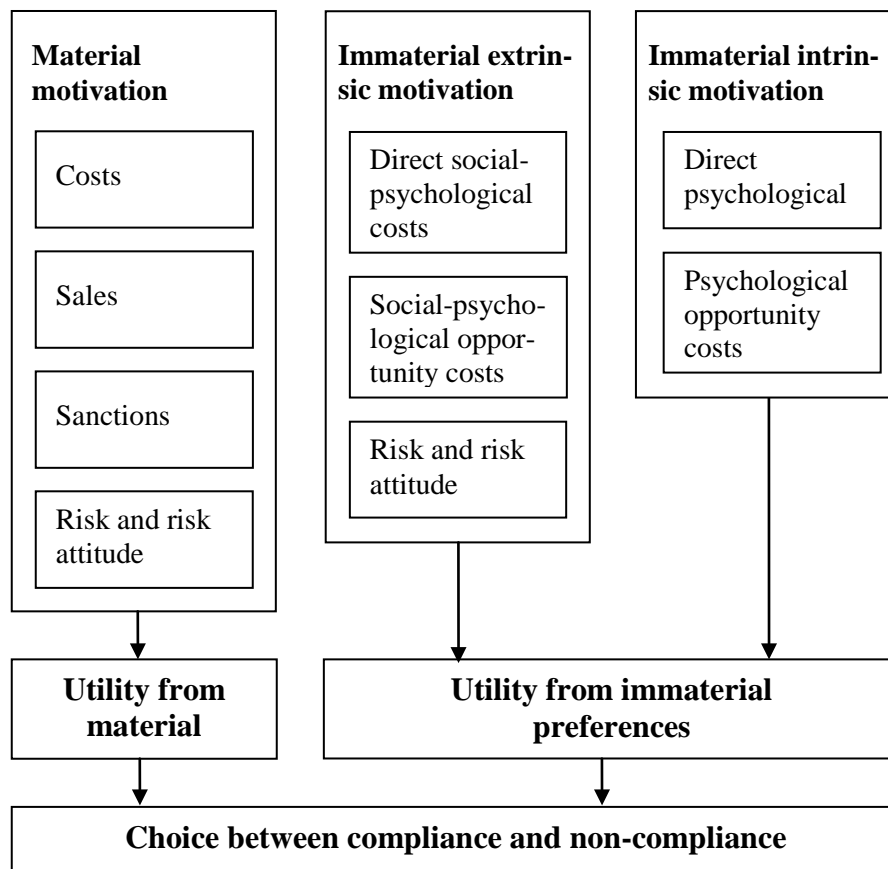 Material
motivation
Costs
Sales
Sanctions
Risk and risk
attitude
Immaterial extrin-
sic motivation
Direct social-
psychological
costs
Social-psycho-
logical oppor-
tunity costs
Risk and risk
attitude
Immaterial intrin-
sic motivation
Direct
psychological
Psychological
opportunity
costs
Utility from
material
Utility from immaterial
preferences
Choice between compliance and non-compliance